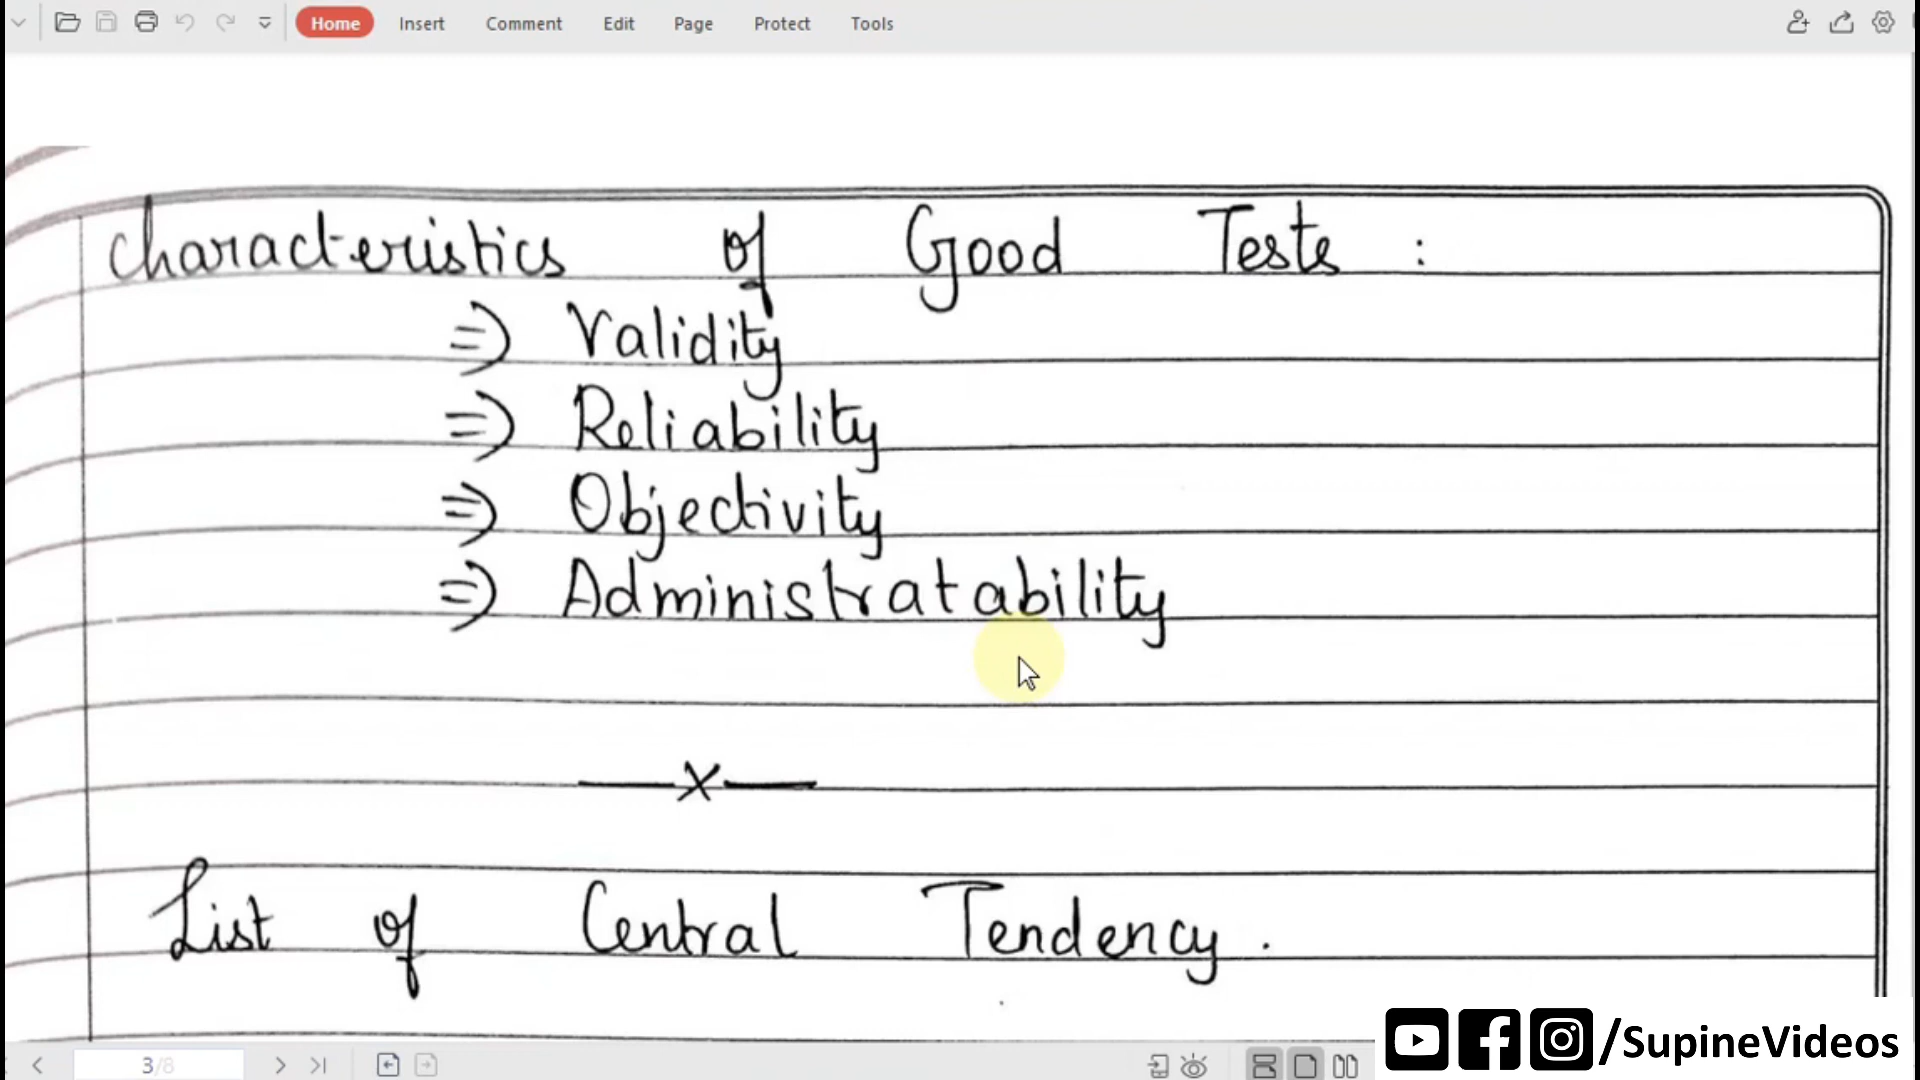 Home Insert Comment Edit Page Protect Tools
Characteristics of Good Tests :
=> Validity
=> Reliability
=> Objectivity
=> Administratability
—x—
List of Central Tendency.
3/8
/SupineVideos